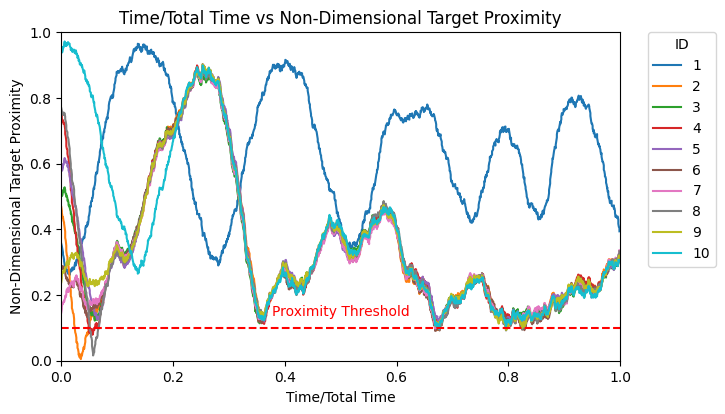 Time/Total Time vs Non-Dimensional Target Proximity
Non-Dimensional Target Proximity
1.0
0.8
0.6
0.4
0.2
0.0
Proximity Threshold
0.0 0.2 0.4 0.6 0.8 1.0
Time/Total Time
ID
1
2
3
4
5
6
7
8
9
10